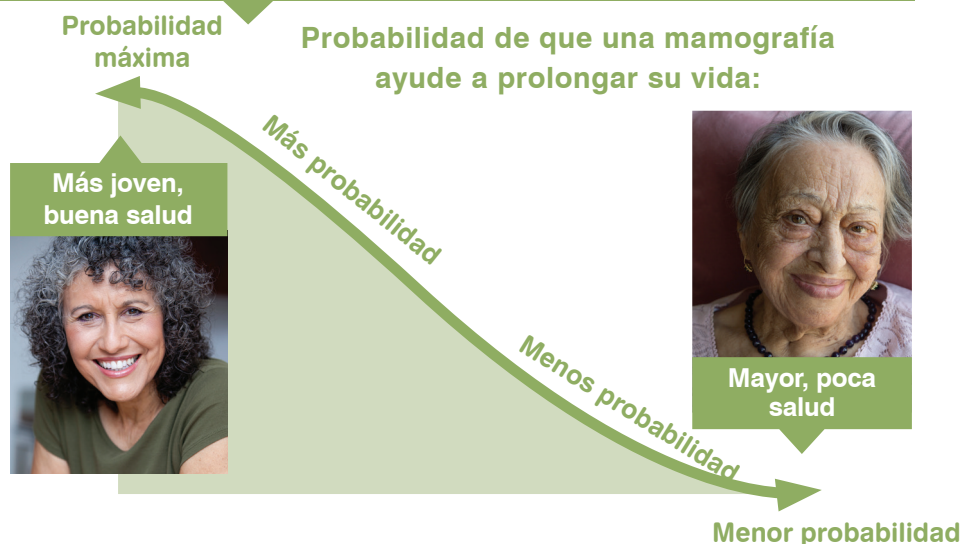 Probabilidad
máxima
Probabilidad de que una mamografía
ayude a prolongar su vida:
Más probabilidad
Más joven,
buena salud
Menos probabilidad
Mayor, poca
salud
Menor probabilidad